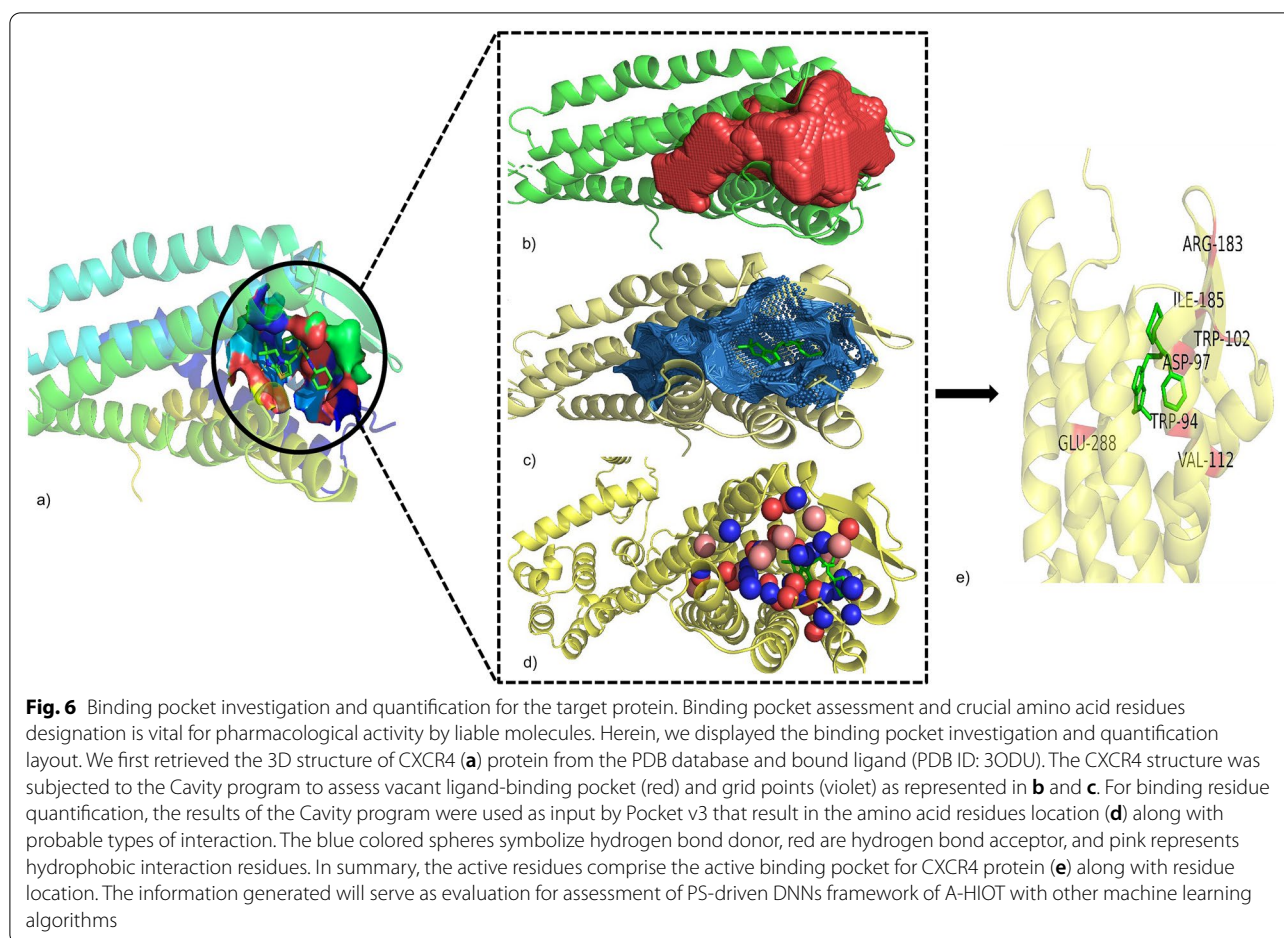 a)
b)
c)
d)
e)
ARG-183
ILE-185
TRP-102
ASP-97
TRP-94
GLU-288
VAL-112
Fig. 6 Binding pocket investigation and quantification for the target protein. Binding pocket assessment and crucial amino acid residues
designation is vital for pharmacological activity by liable molecules. Herein, we displayed the binding pocket investigation and quantification
layout. We first retrieved the 3D structure of CXCR4 (a) protein from the PDB database and bound ligand (PDB ID: 3ODU). The CXCR4 structure was
subjected to the Cavity program to assess vacant ligand-binding pocket (red) and grid points (violet) as represented in b and c. For binding residue
quantification, the results of the Cavity program were used as input by Pocket v3 that result in the amino acid residues location (d) along with
probable types of interaction. The blue colored spheres symbolize hydrogen bond donor, red are hydrogen bond acceptor, and pink represents
hydrophobic interaction residues. In summary, the active residues comprise the active binding pocket for CXCR4 protein (e) along with residue
location. The information generated will serve as evaluation for assessment of PS-driven DNNs framework of A-HIOT with other machine learning
algorithms